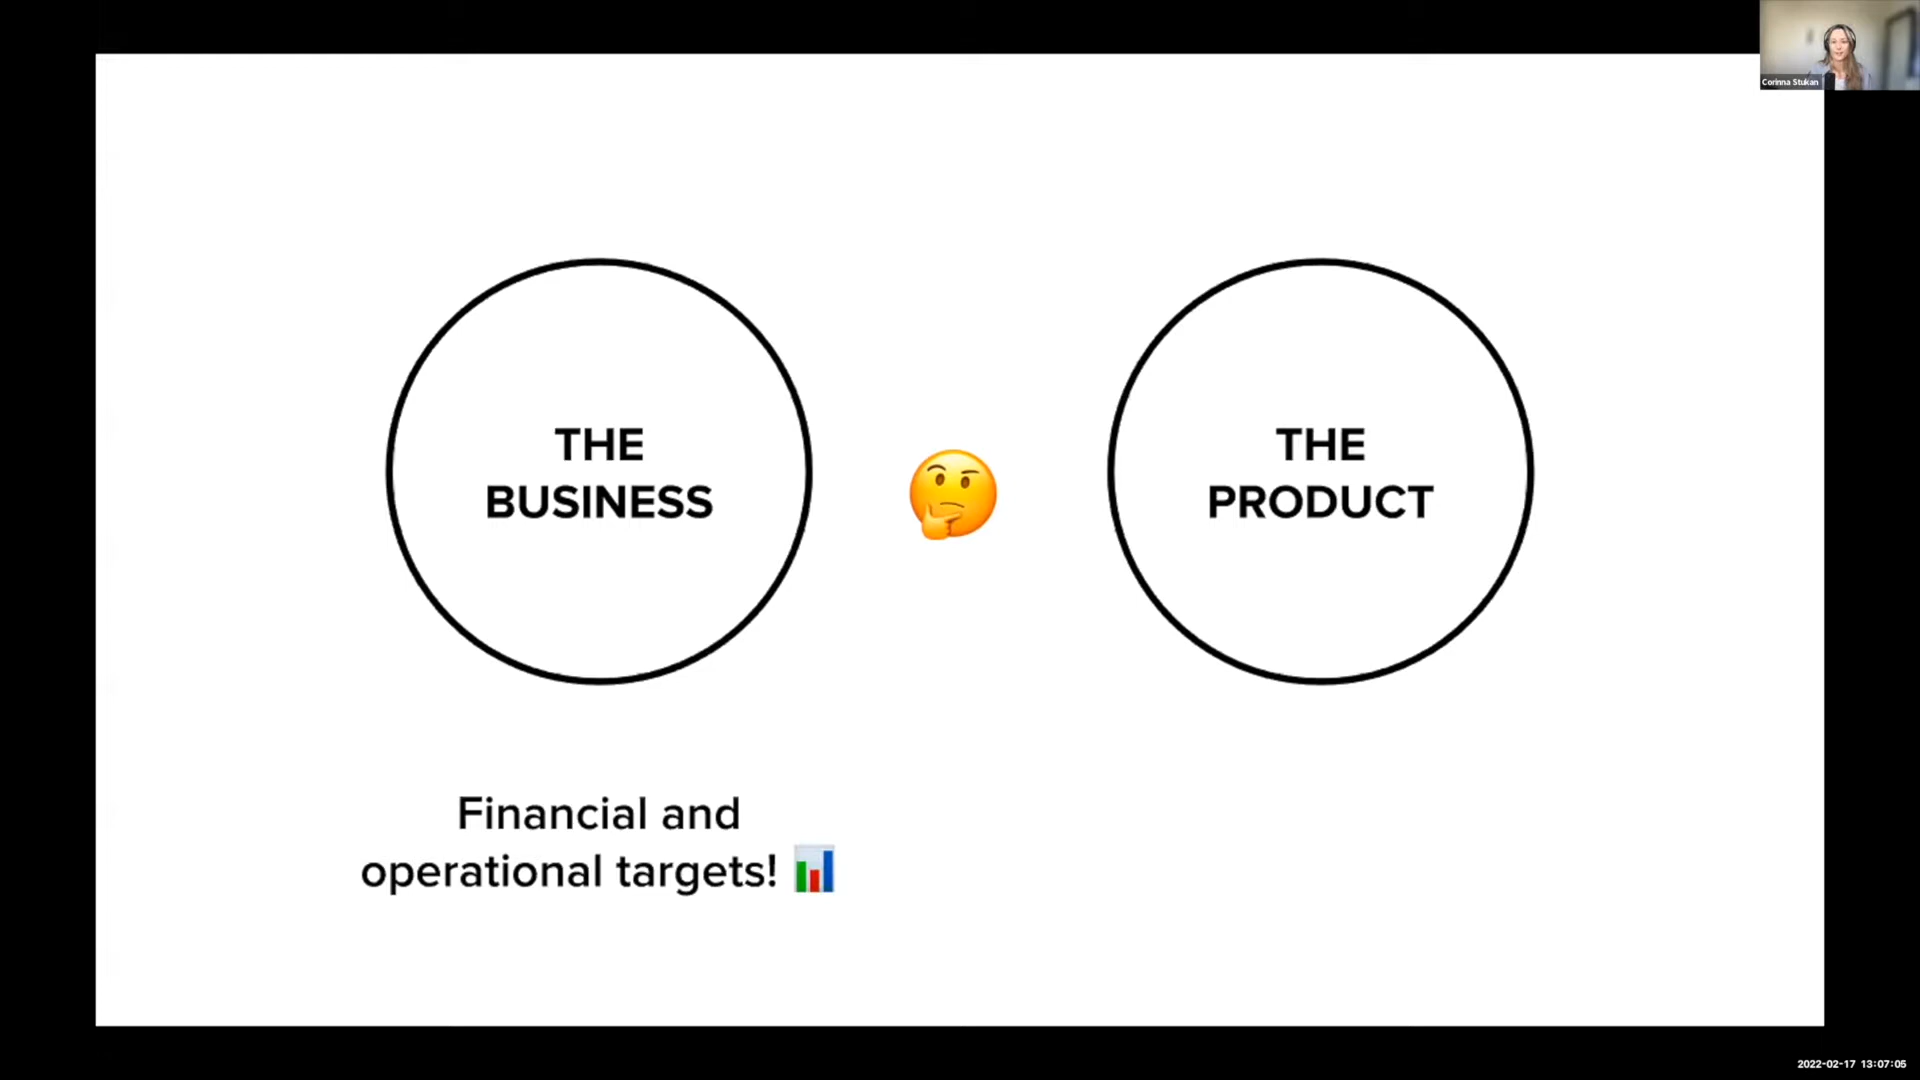 Corinna Stukan
THE
BUSINESS
THE
PRODUCT
Financial and
operational targets!
2022-02-17 13:07:05